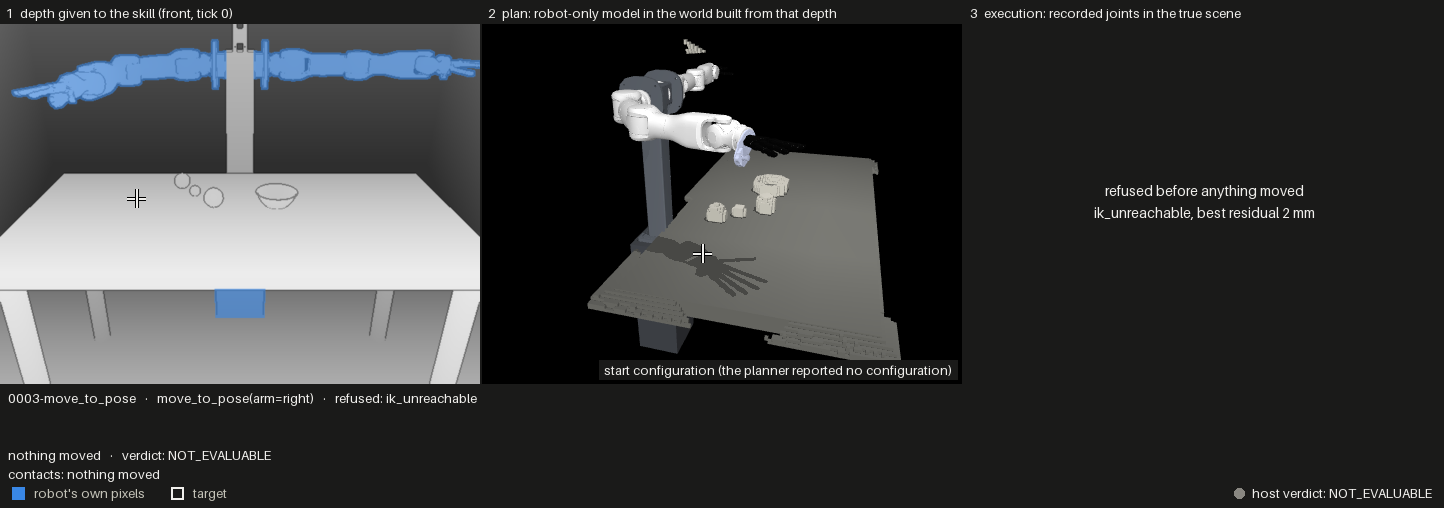 1 depth given to the skill (front, tick 0)
2 plan: robot-only model in the world built from that depth
3 execution: recorded joints in the true scene
refused before anything moved
ik_unreachable, best residual 2 mm
start configuration (the planner reported no configuration)
0003-move_to_pose · move_to_pose(arm=right) · refused: ik_unreachable
nothing moved · verdict: NOT_EVALUABLE
contacts: nothing moved
robot's own pixels
target
host verdict: NOT_EVALUABLE